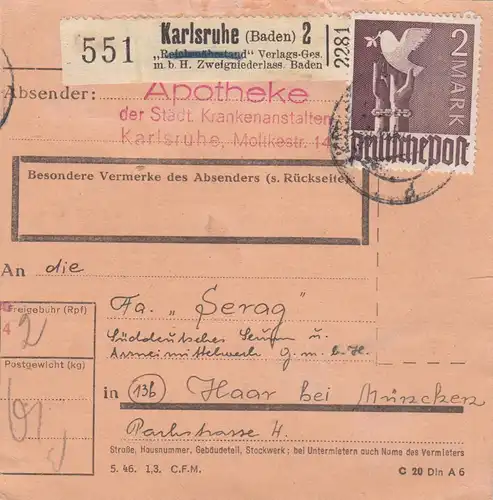 551
Karlsruhe (Baden) 2
„Reichsnährstand" Verlags-Ges.
m. b. H. Zweigniederlass. Baden
2281
2
MARK
Deutsche Post
Absender:
Apotheke
der Städt. Krankenanstalten
Karlsruhe, Moltkestr. 14
Besondere Vermerke des Absenders (s. Rückseite)
An die
Fa. „Serag"
Süddeutsches Serum u.
Arzneimittelwerk G.m.b.H.
Freigebühr (Rpf)
4
2
Postgewicht (kg)
in (13b) Haar bei München
Parkstrasse 4.
Straße, Hausnummer, Gebäudeteil, Stockwerk; bei Untermietern auch Name des Vermieters
5. 46. 1,3. C.F.M.
C 20 Din A 6